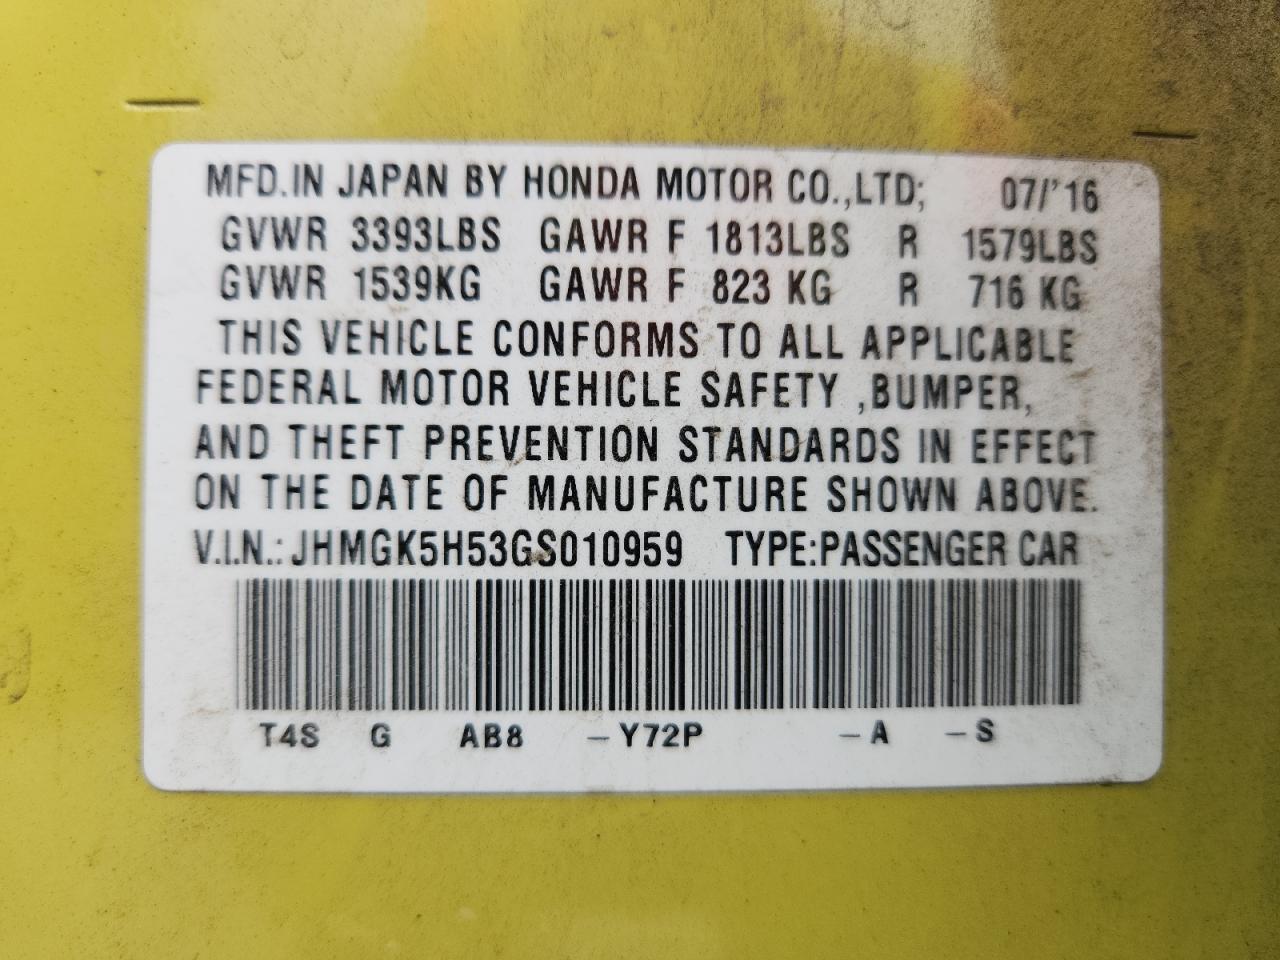 MFD.IN JAPAN BY HONDA MOTOR CO.,LTD; 07/'16
GVWR 3393LBS GAWR F 1813LBS R 1579LBS
GVWR 1539KG GAWR F 823 KG R 716 KG
THIS VEHICLE CONFORMS TO ALL APPLICABLE
FEDERAL MOTOR VEHICLE SAFETY ,BUMPER,
AND THEFT PREVENTION STANDARDS IN EFFECT
ON THE DATE OF MANUFACTURE SHOWN ABOVE.
V.I.N.: JHMGK5H53GS010959 TYPE:PASSENGER CAR
T4S G AB8 -Y72P -A -S